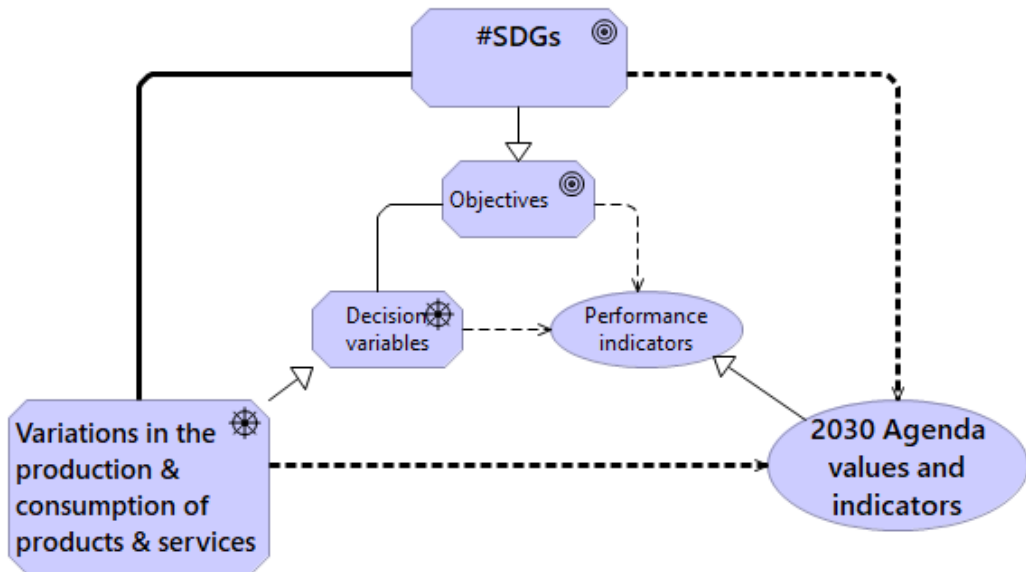 #SDGs
Objectives
Decision
variables
Performance
indicators
Variations in the
production &
consumption of
products & services
2030 Agenda
values and
indicators